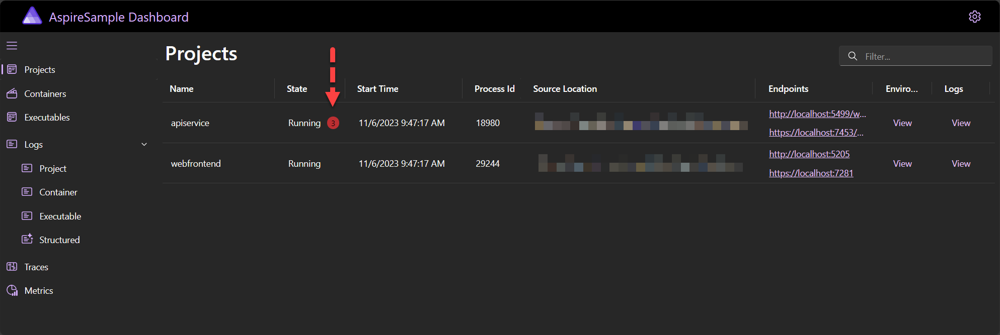 AspireSample Dashboard
Projects
Filter...
Projects
Containers
Executables
Logs
Project
Container
Executable
Structured
Traces
Metrics
Name State Start Time Process Id Source Location Endpoints Enviro... Logs
apiservice Running 3 11/6/2023 9:47:17 AM 18980 http://localhost:5499/w... View View
https://localhost:7453/...
webfrontend Running 11/6/2023 9:47:17 AM 29244 http://localhost:5205 View View
https://localhost:7281